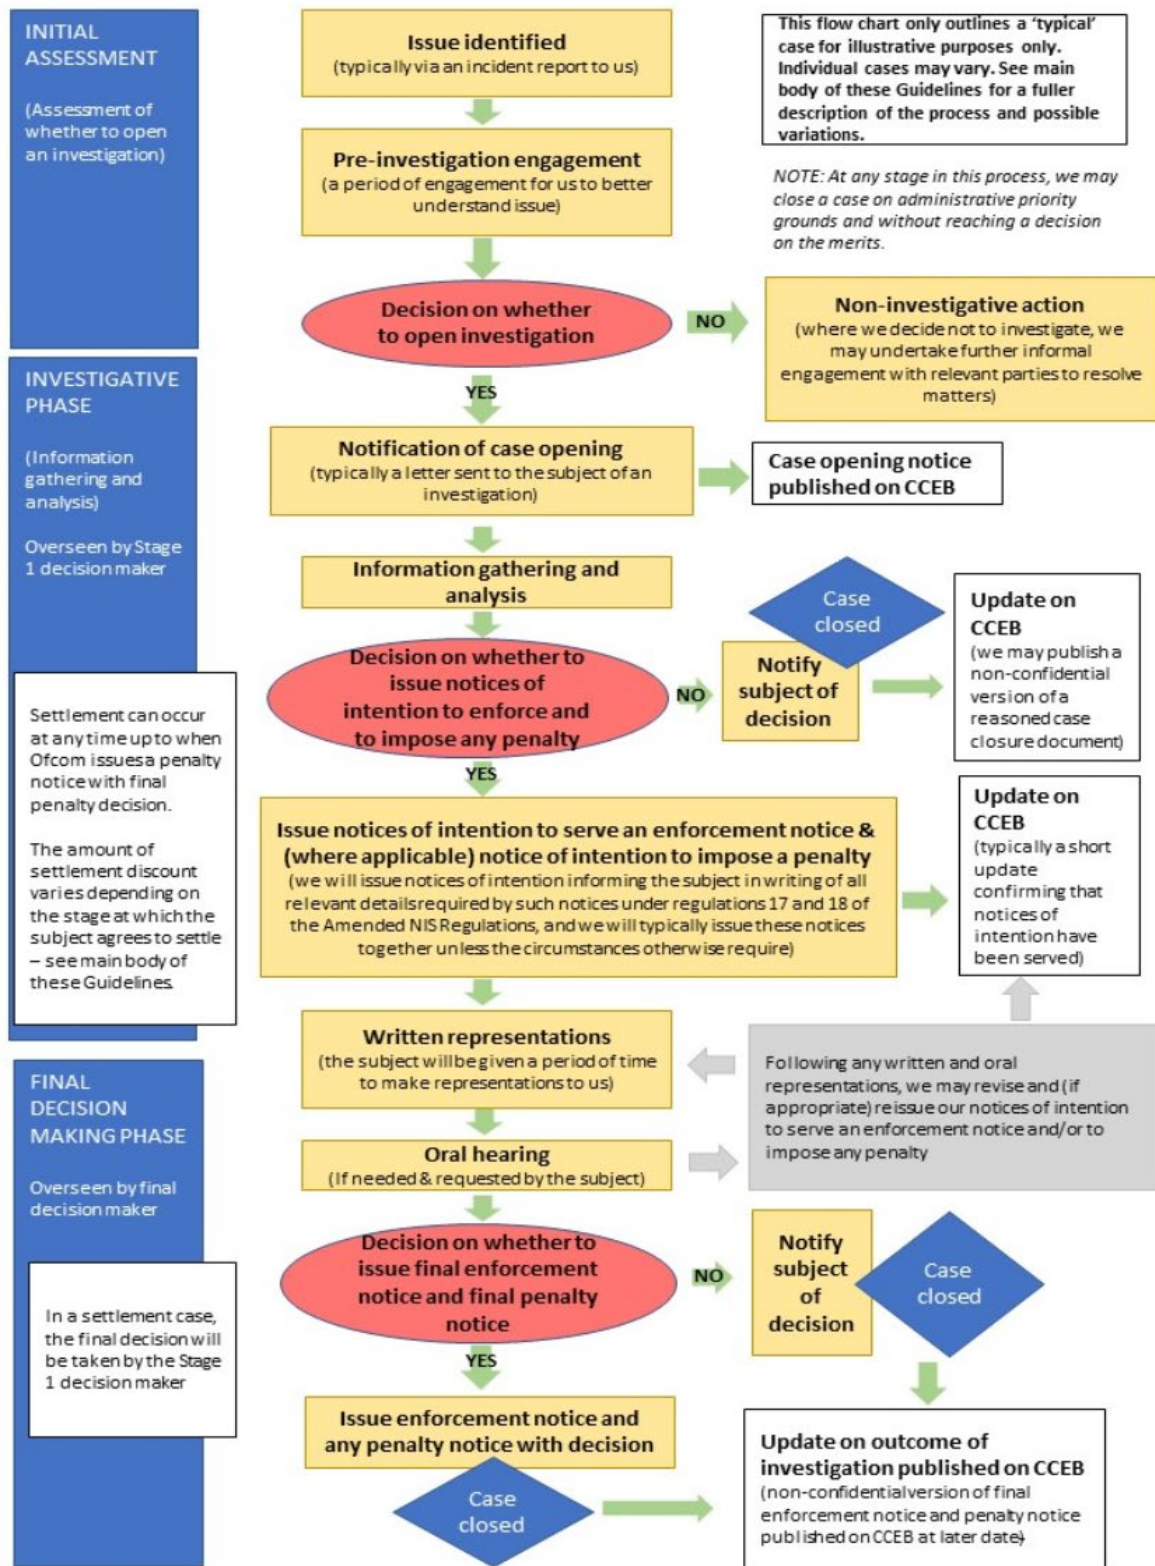 INITIAL
ASSESSMENT
(Assessment of
whether to open
an investigation)
Issue identified
(typically via an incident report to us)
This flow chart only outlines a ‘typical’
case for illustrative purposes only.
Individual cases may vary. See main
body of these Guidelines for a fuller
description of the process and possible
variations.
Pre-investigation engagement
(a period of engagement for us to better
understand issue)
NOTE: At any stage in this process, we may
close a case on administrative priority
grounds and without reaching a decision
on the merits.
Decision on whether
to open investigation
NO
Non-investigative action
(where we decide not to investigate, we
may undertake further informal
engagement with relevant parties to resolve
matters)
YES
INVESTIGATIVE
PHASE
(Information
gathering and
analysis)
Overseen by Stage
1 decision maker
Notification of case opening
(typically a letter sent to the subject of an
investigation)
Case opening notice
published on CCEB
Information gathering and
analysis
Decision on whether to
issue notices of
intention to enforce and
to impose any penalty
NO
Notify
subject of
decision
Case
closed
Update on
CCEB
(we may publish a
non-confidential
version of a
reasoned case
closure document)
YES
Settlement can occur
at any time up to when
Ofcom issues a penalty
notice with final
penalty decision.
The amount of
settlement discount
varies depending on
the stage at which the
subject agrees to settle
– see main body of
these Guidelines.
Issue notices of intention to serve an enforcement notice &
(where applicable) notice of intention to impose a penalty
(we will issue notices of intention informing the subject in writing of all
relevant details required by such notices under regulations 17 and 18 of
the Amended NIS Regulations, and we will typically issue these notices
together unless the circumstances otherwise require)
Update on
CCEB
(typically a short
update
confirming that
notices of
intention have
been served)
Written representations
(the subject will be given a period of time
to make representations to us)
Following any written and oral
representations, we may revise and (if
appropriate) reissue our notices of intention
to serve an enforcement notice and/or to
impose any penalty
FINAL
DECISION
MAKING PHASE
Overseen by final
decision maker
Oral hearing
(If needed & requested by the subject)
Decision on whether to
issue final enforcement
notice and final penalty
notice
NO
Notify
subject
of
decision
Case
closed
YES
In a settlement case,
the final decision will
be taken by the Stage
1 decision maker
Issue enforcement notice and
any penalty notice with decision
Case
closed
Update on outcome of
investigation published on CCEB
(non-confidential version of final
enforcement notice and penalty notice
published on CCEB at later date)